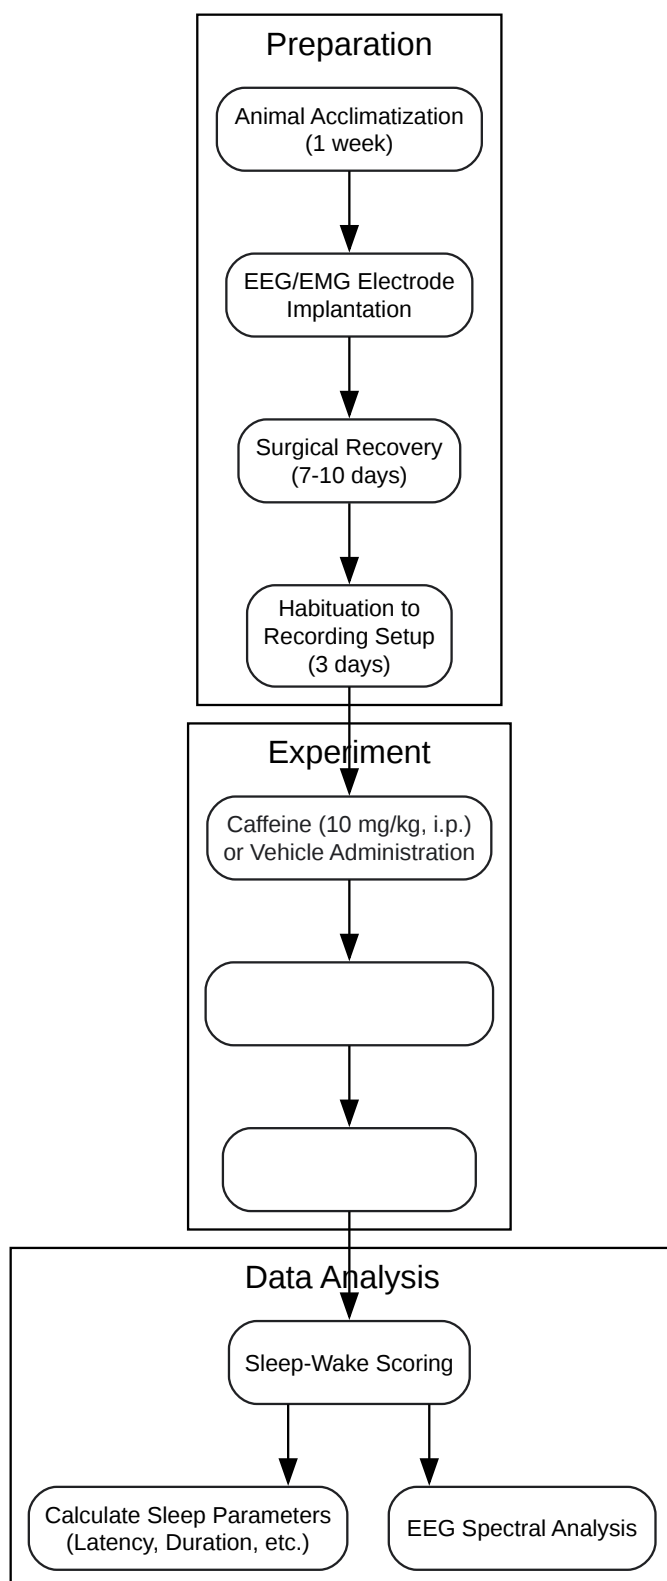 Preparation
Animal Acclimatization
(1 week)
EEG/EMG Electrode
Implantation
Surgical Recovery
(7-10 days)
Habituation to
Recording Setup
(3 days)
Experiment
Caffeine (10 mg/kg, i.p.)
or Vehicle Administration
Data Analysis
Sleep-Wake Scoring
Calculate Sleep Parameters
(Latency, Duration, etc.)
EEG Spectral Analysis